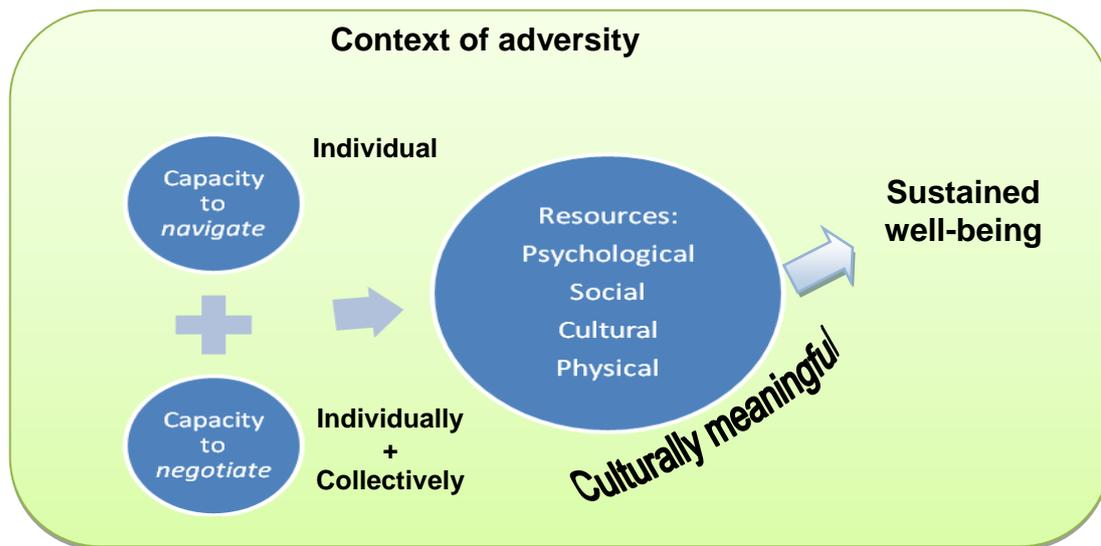 Context of adversity
Capacity
to
navigate
Individual
Capacity
to
negotiate
Individually
+
Collectively
Resources:
Psychological
Social
Cultural
Physical
Culturally meaningful
Sustained
well-being